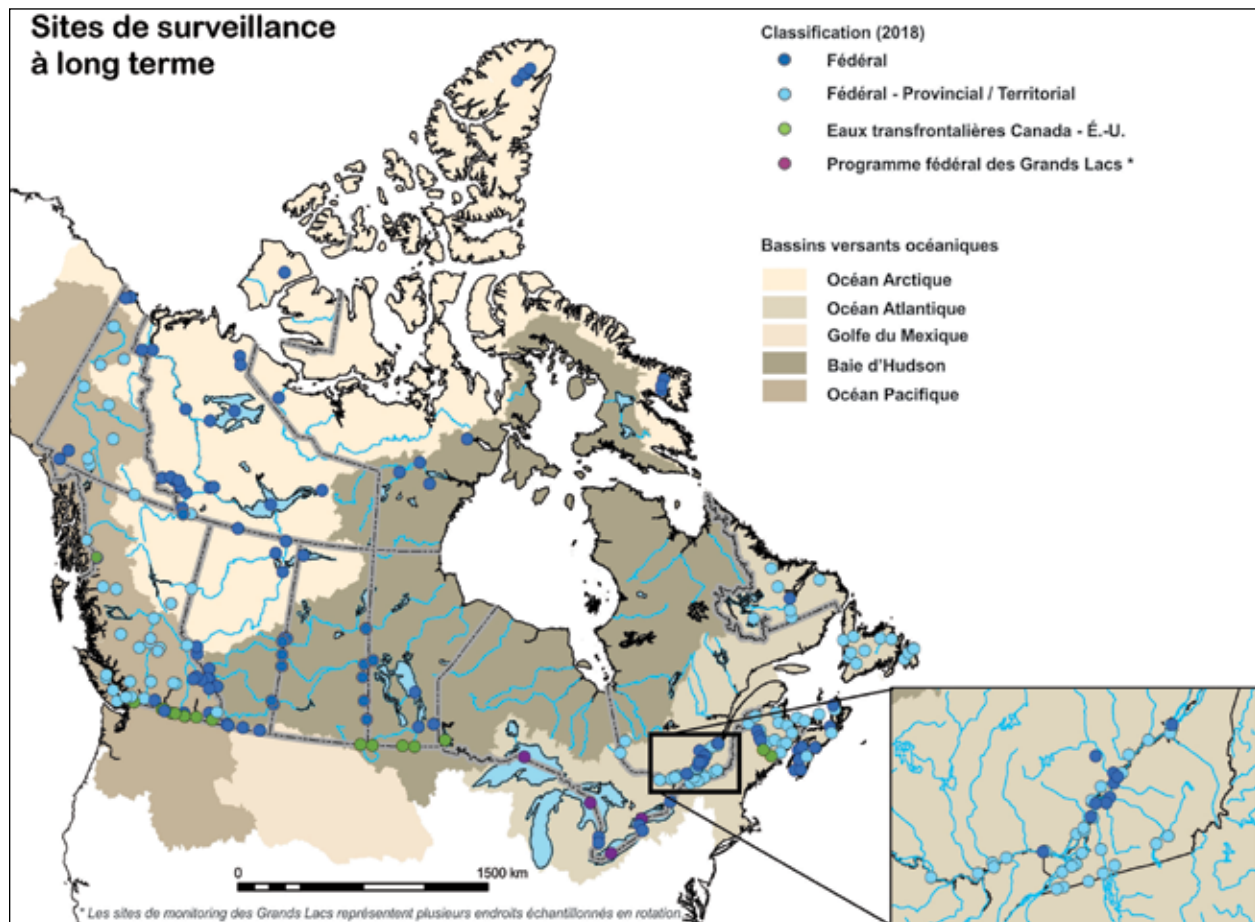 Sites de surveillance
à long terme
Classification (2018)
Fédéral
Fédéral - Provincial / Territorial
Eaux transfrontalières Canada - É.-U.
Programme fédéral des Grands Lacs *
Bassins versants océaniques
Océan Arctique
Océan Atlantique
Golfe du Mexique
Baie d'Hudson
Océan Pacifique
0 1500 km
* Les sites de monitoring des Grands Lacs représentent plusieurs endroits échantillonnés en rotation.